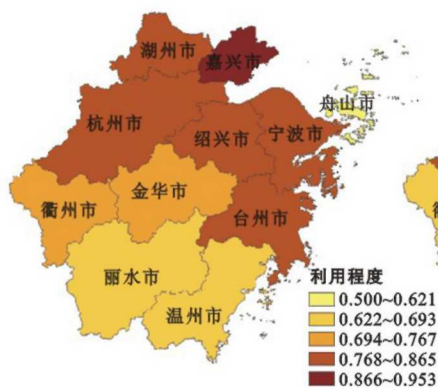 湖州市
嘉兴市
舟山市
杭州市
绍兴市
宁波市
衢州市
金华市
台州市
丽水市
温州市
利用程度
0.500~0.621
0.622~0.693
0.694~0.767
0.768~0.865
0.866~0.953